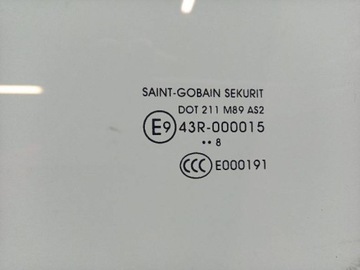 SAINT-GOBAIN SEKURIT
DOT 211 M89 AS2
E9 43R-000015
•• 8
CCC E000191